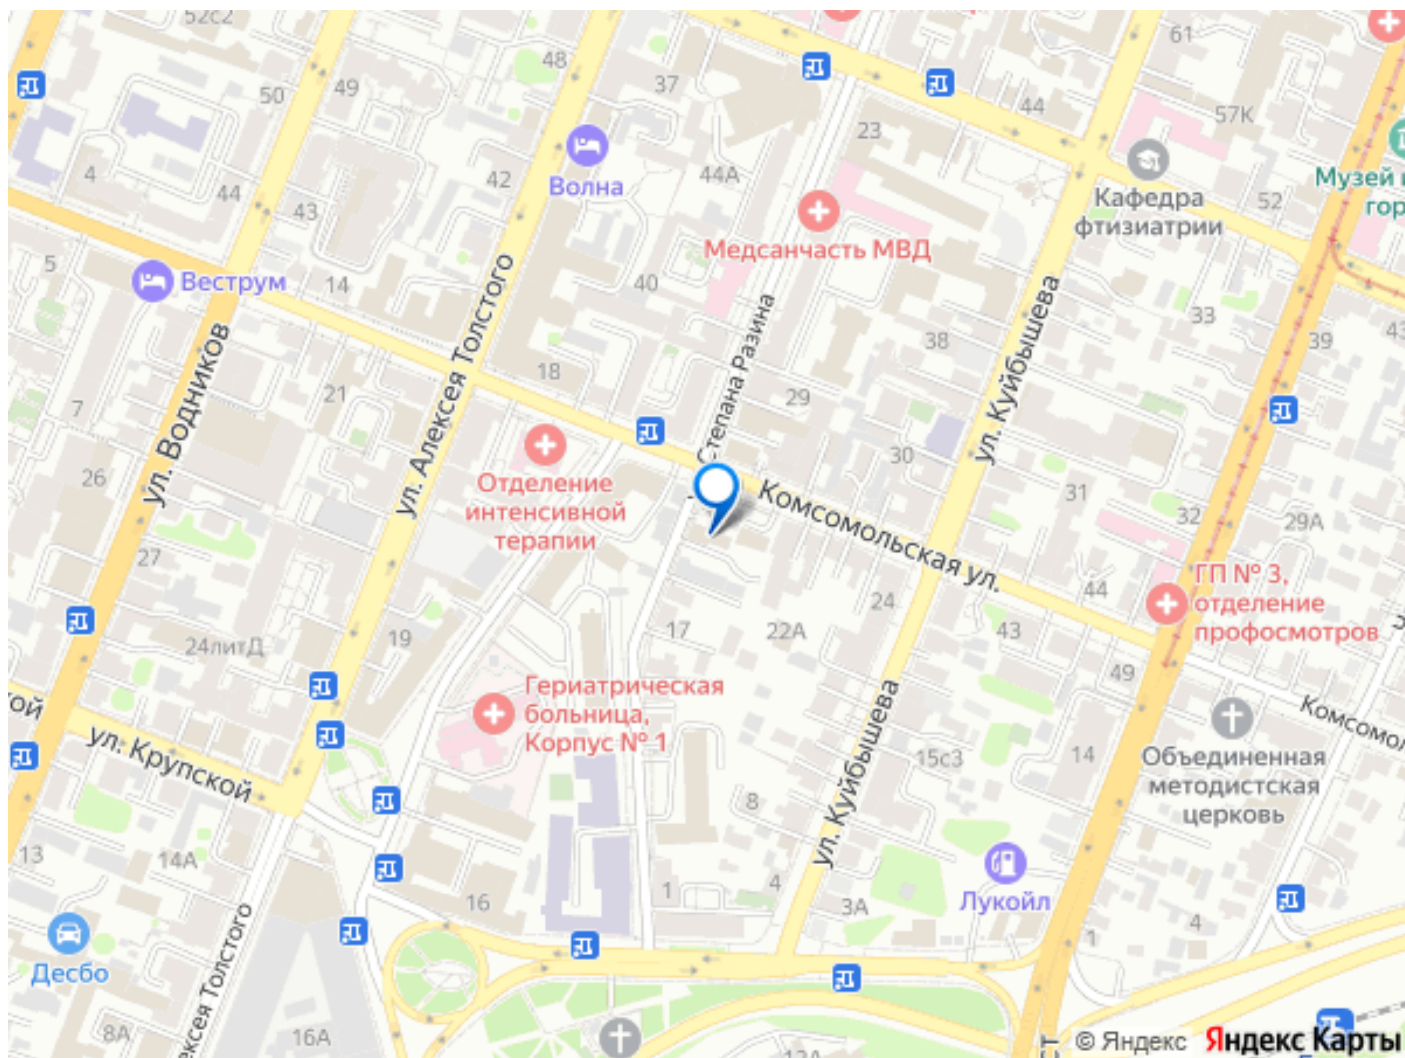 52с2
50
49
48
37
44А
23
44
61
57К
52
Музей
гор
Волна
42
4
44
43
5
Веструм
14
40
Медсанчасть МВД
Кафедра
фтизиатрии
33
39
43
38
ул. Водников
ул. Алексея Толстого
Степана Разина
ул. Куйбышева
21
7
18
29
30
31
32
29А
26
27
Отделение
интенсивной
терапии
Комсомольская ул.
44
24
17
22А
43
49
ГП № 3,
отделение
профосмотров
24литД
19
Гериатрическая
больница,
Корпус № 1
ул. Крупской
ул. Куйбышева
15с3
14
Объединенная
методистская
церковь
Комсомол
8
13
14А
16
1
4
3А
Лукойл
1
4
Десбо
Алексея Толстого
8А
16А
© Яндекс Яндекс Карты